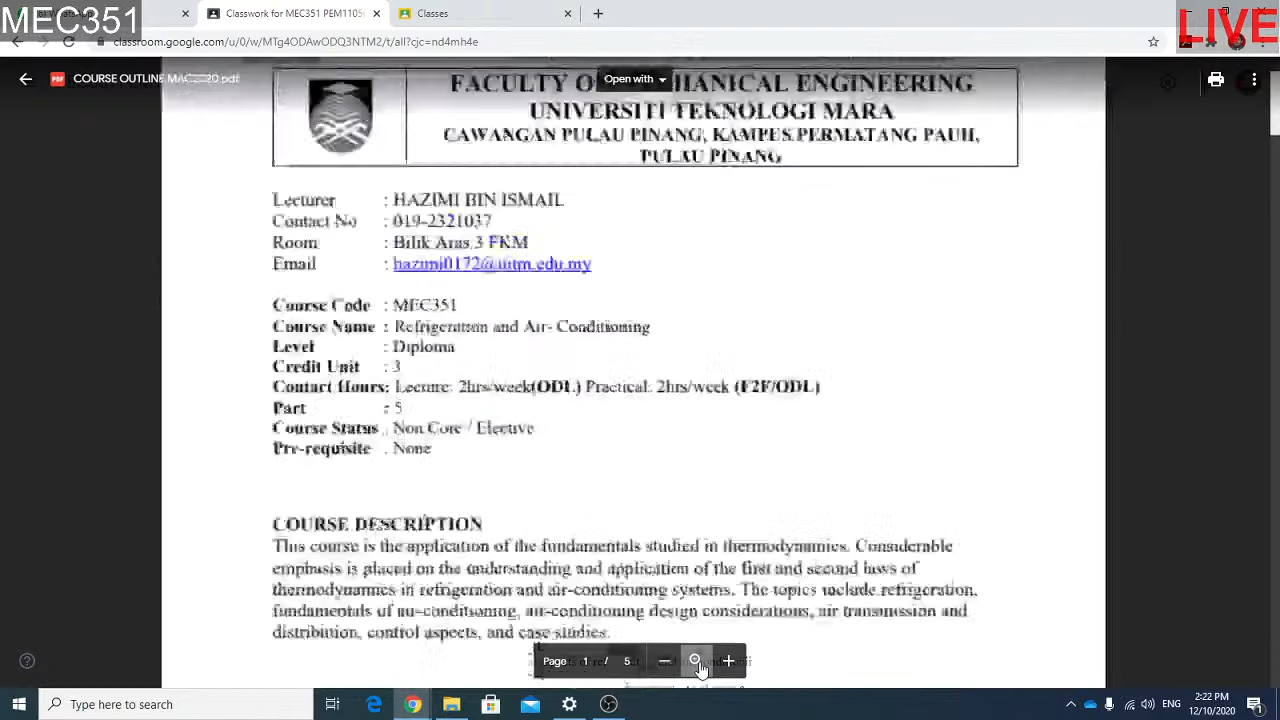 MEC351
WhatsApp
Classwork for MEC351 PEM1105
Classes
LIVE
classroom.google.com/u/0/w/MTg4ODAwODQ3NTM2/t/all?cjc=nd4mh4e
PDF
Open with
FACULTY OF MECHANICAL ENGINEERING
UNIVERSITI TEKNOLOGI MARA
CAWANGAN PULAU PINANG, KAMPUS PERMATANG PAUH,
PULAU PINANG
Lecturer : HAZIMI BIN ISMAIL
Contact No : 019-2321037
Room : Bilik Aras 3 FKM
Email : hazimi0172@uitm.edu.my
Course Code : MEC351
Course Name : Refrigeration and Air- Conditioning
Level : Diploma
Credit Unit : 3
Contact Hours: Lecture: 2hrs/week(ODL) Practical: 2hrs/week (F2F/ODL)
Part : 5
Course Status : Non Core / Elective
Pre-requisite : None
COURSE DESCRIPTION
This course is the application of the fundamentals studied in thermodynamics. Considerable
emphasis is placed on the understanding and application of the first and second laws of
thermodynamics in refrigeration and air-conditioning systems. The topics include refrigeration,
fundamentals of air-conditioning, air-conditioning design considerations, air transmission and
distribution, control aspects, and case studies.
Page / 5
Type here to search
ENG
2:22 PM
12/10/2020